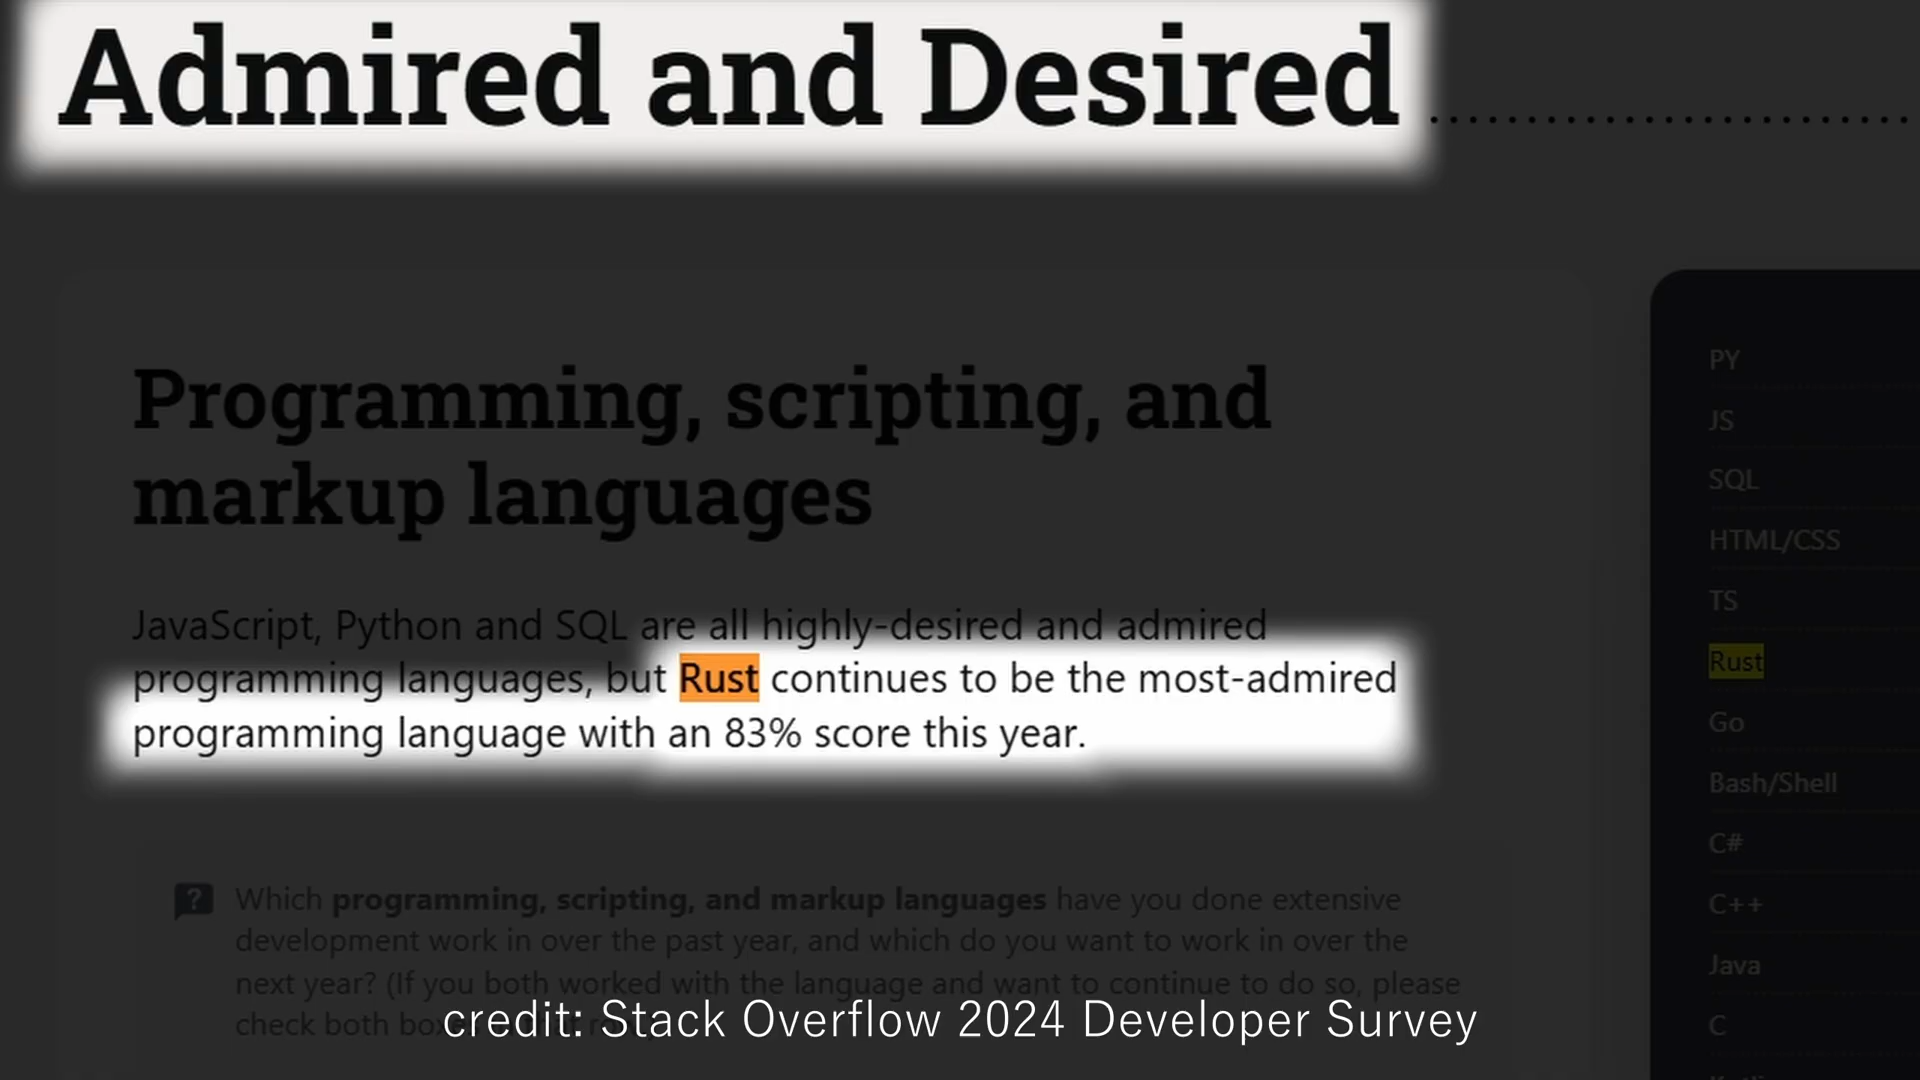 Admired and Desired
Programming, scripting, and
markup languages
JavaScript, Python and SQL are all highly-desired and admired
programming languages, but Rust continues to be the most-admired
programming language with an 83% score this year.
Which programming, scripting, and markup languages have you done extensive
development work in over the past year, and which do you want to work in over the
next year? (If you both worked with the language and want to continue to do so, please
check both
credit: Stack Overflow 2024 Developer Survey
PY
JS
SQL
HTML/CSS
TS
Rust
Go
Bash/Shell
C#
C++
Java
C